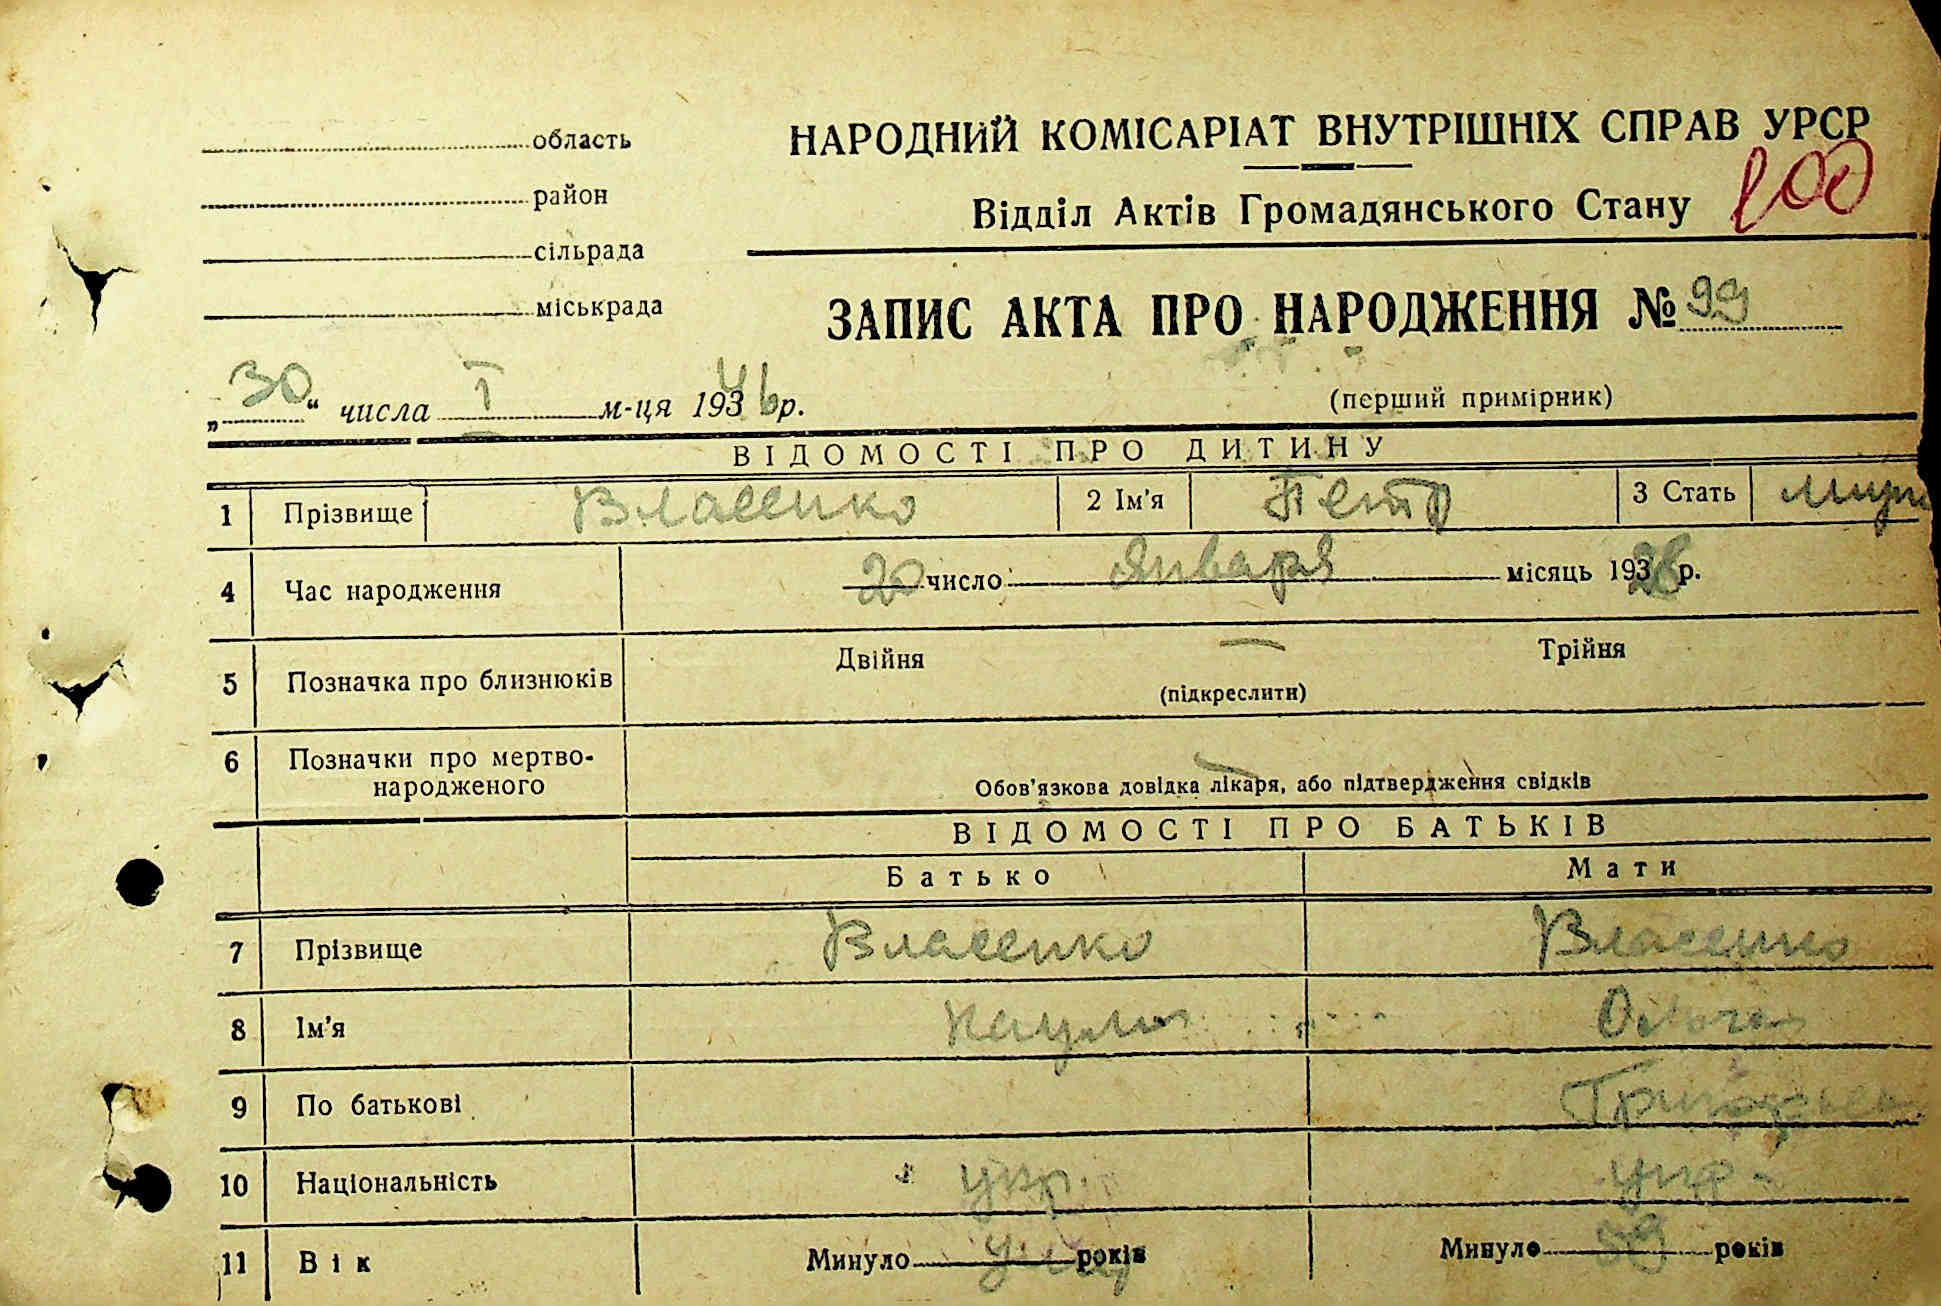 область
НАРОДНИЙ КОМІСАРІАТ ВНУТРІШНІХ СПРАВ УРСР
район
Відділ Актів Громадянського Стану
сільрада
міськрада
ЗАПИС АКТА ПРО НАРОДЖЕННЯ № 99
„30“ числа I м-ця 193 46 р.
(перший примірник)
ВІДОМОСТІ ПРО ДИТИНУ
1 Прізвище Власенко 2 Ім'я Петр 3 Стать
4 Час народження 20 число января місяць 193 р.
5 Позначка про близнюків Двійня — Трійня
(підкреслити)
6 Позначки про мертво-
народженого
Обов'язкова довідка лікаря, або підтвердження свідків
ВІДОМОСТІ ПРО БАТЬКІВ
Батько Мати
7 Прізвище Власенко Власенко
8 Ім'я Ольга
9 По батькові
10 Національність укр. укр.
11 Вік Минуло років Минуло років